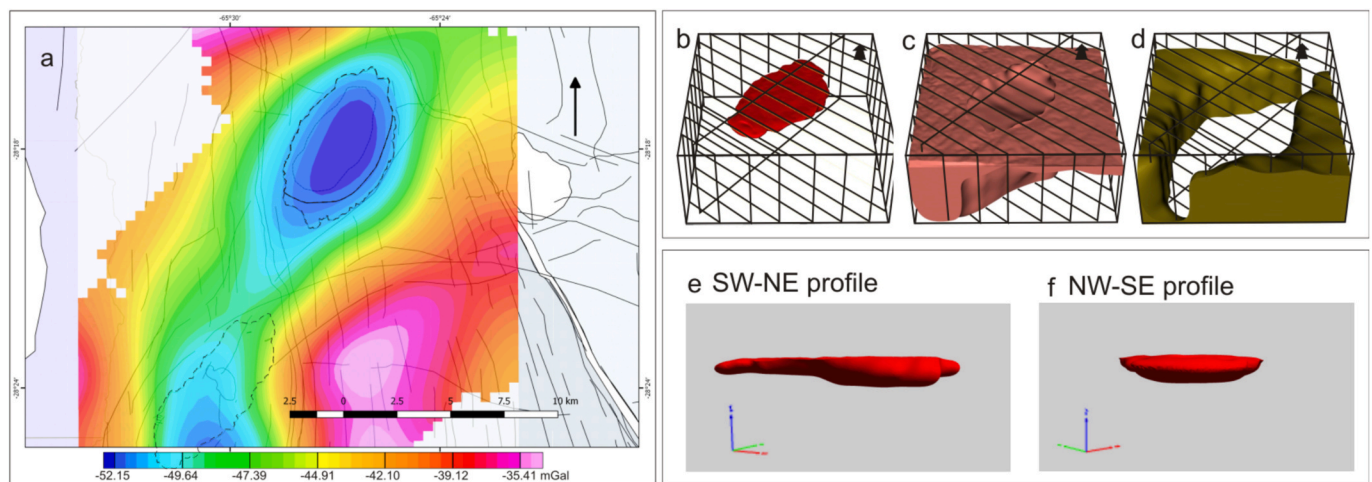 -65°30'
-65°24'
a
-28°18'
-28°18'
-28°24'
-28°24'
2.5 0 2.5 5 7.5 10 km
-52.15 -49.64 -47.39 -44.91 -42.10 -39.12 -35.41 mGal
b
c
d
e SW-NE profile
f NW-SE profile